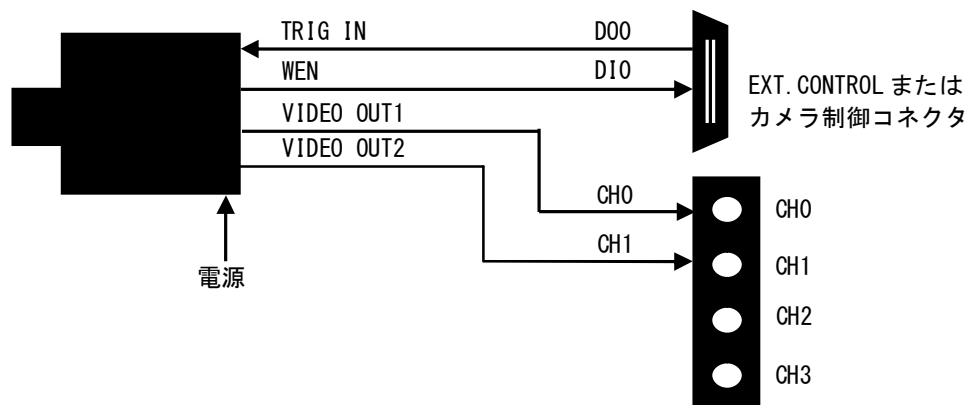 TRIG IN
DO0
WEN
DI0
EXT.CONTROL または
カメラ制御コネクタ
VIDEO OUT1
VIDEO OUT2
CH0
CH0
CH1
CH1
電源
CH2
CH3